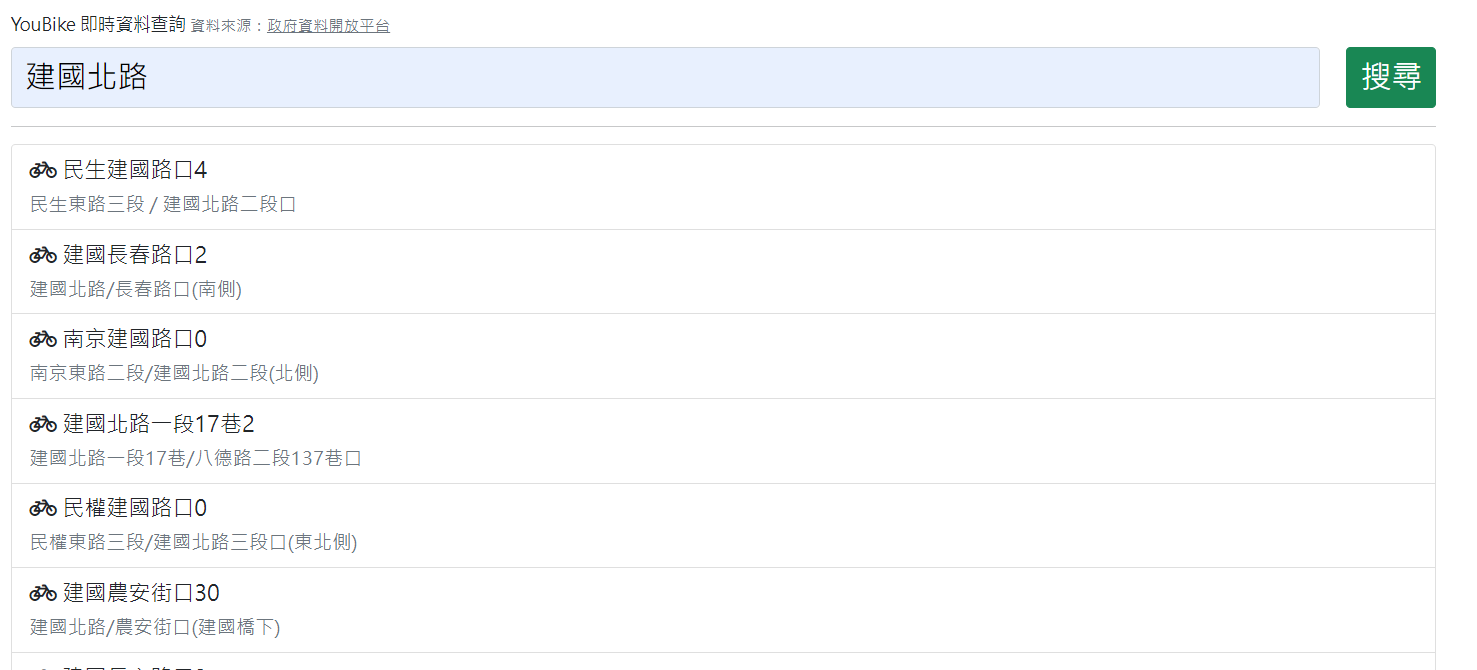 YouBike 即時資料查詢 資料來源：政府資料開放平台
建國北路
搜尋
民生建國路口4
民生東路三段 / 建國北路二段口
建國長春路口2
建國北路/長春路口(南側)
南京建國路口0
南京東路二段/建國北路二段(北側)
建國北路一段17巷2
建國北路一段17巷/八德路二段137巷口
民權建國路口0
民權東路三段/建國北路三段口(東北側)
建國農安街口30
建國北路/農安街口(建國橋下)